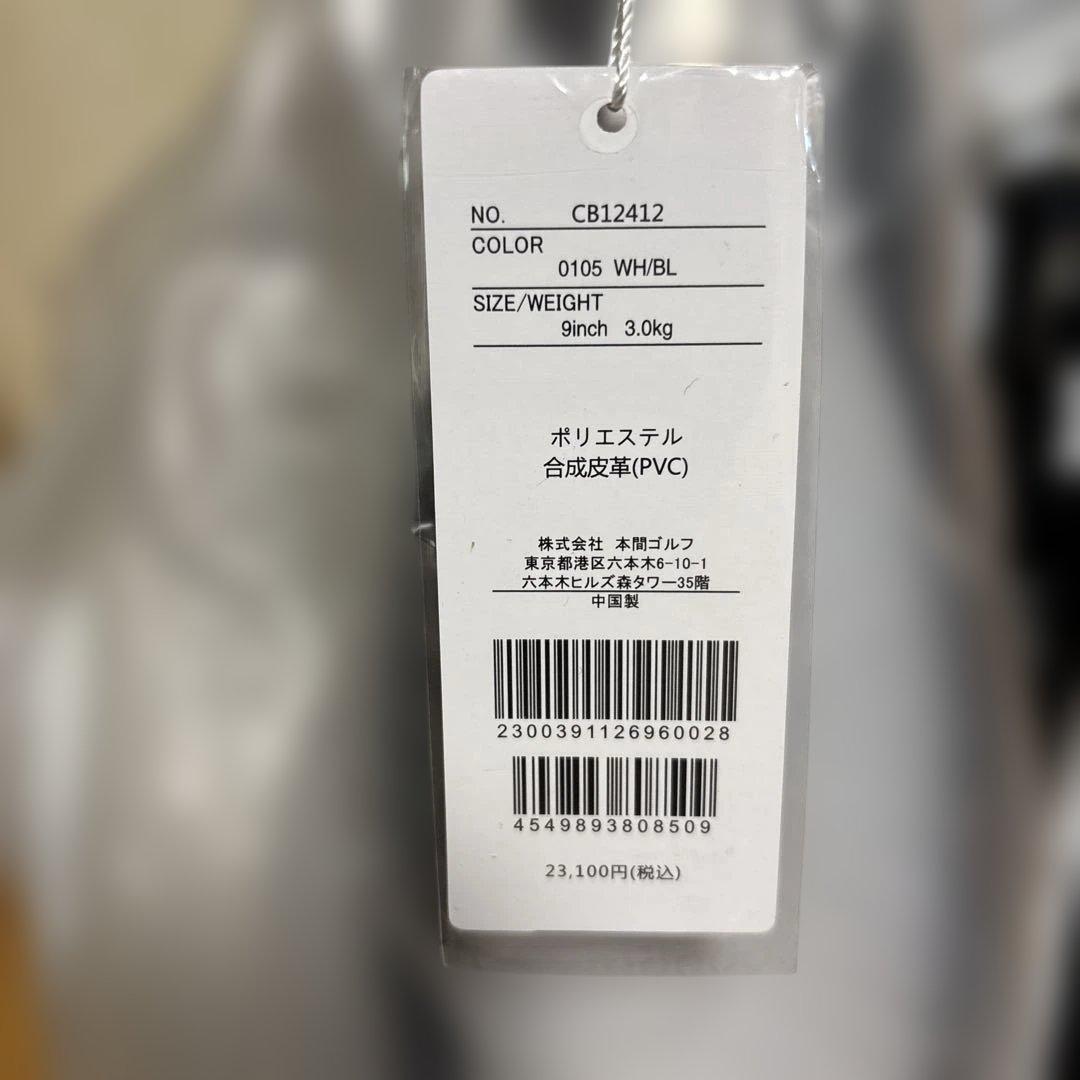 NO. CB12412
COLOR
0105 WH/BL
SIZE/WEIGHT
9inch 3.0kg
ポリエステル
合成皮革(PVC)
株式会社 本間ゴルフ
東京都港区六本木6-10-1
六本木ヒルズ森タワー35階
中国製
2300391126960028
4549893808509
23,100円(税込)